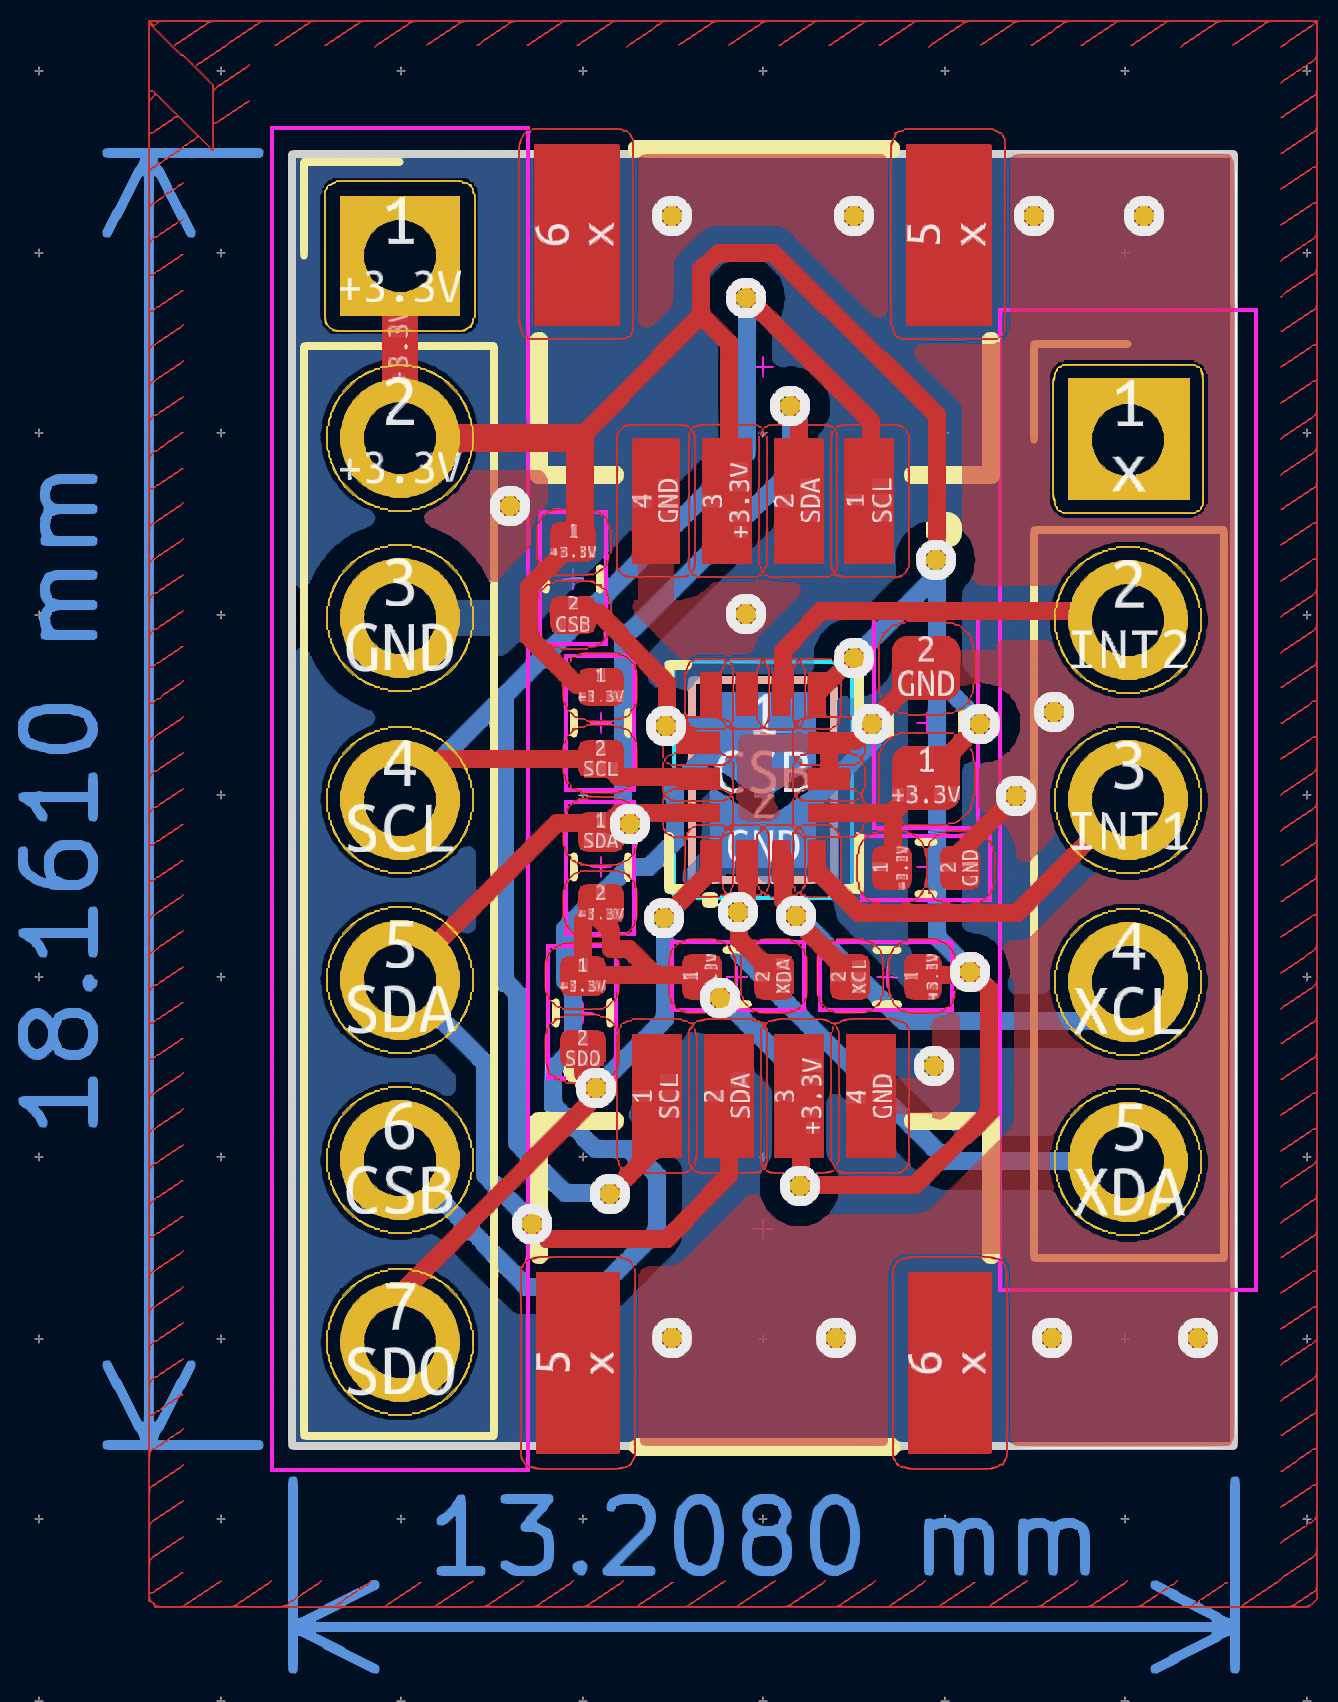 6 x
5 x
1
+3.3V
+3.3V
2
+3.3V
1
x
4 GND
3 +3.3V
2 SDA
1 SCL
1
+3.3V
2
CSB
3
GND
2
INT2
1
+3.3V
2
SCL
2
GND
1
CSB
2
GND
1
+3.3V
4
SCL
3
INT1
1
SDA
2
+3.3V
1 +3.3V
2 GND
5
SDA
4
XCL
1
+3.3V
2
SDO
1
2 XDA
2 XCL
1 +3.3V
1 SCL
2 SDA
3 +3.3V
4 GND
6
CSB
5
XDA
7
SDO
5 x
6 x
18.1610 mm
13.2080 mm